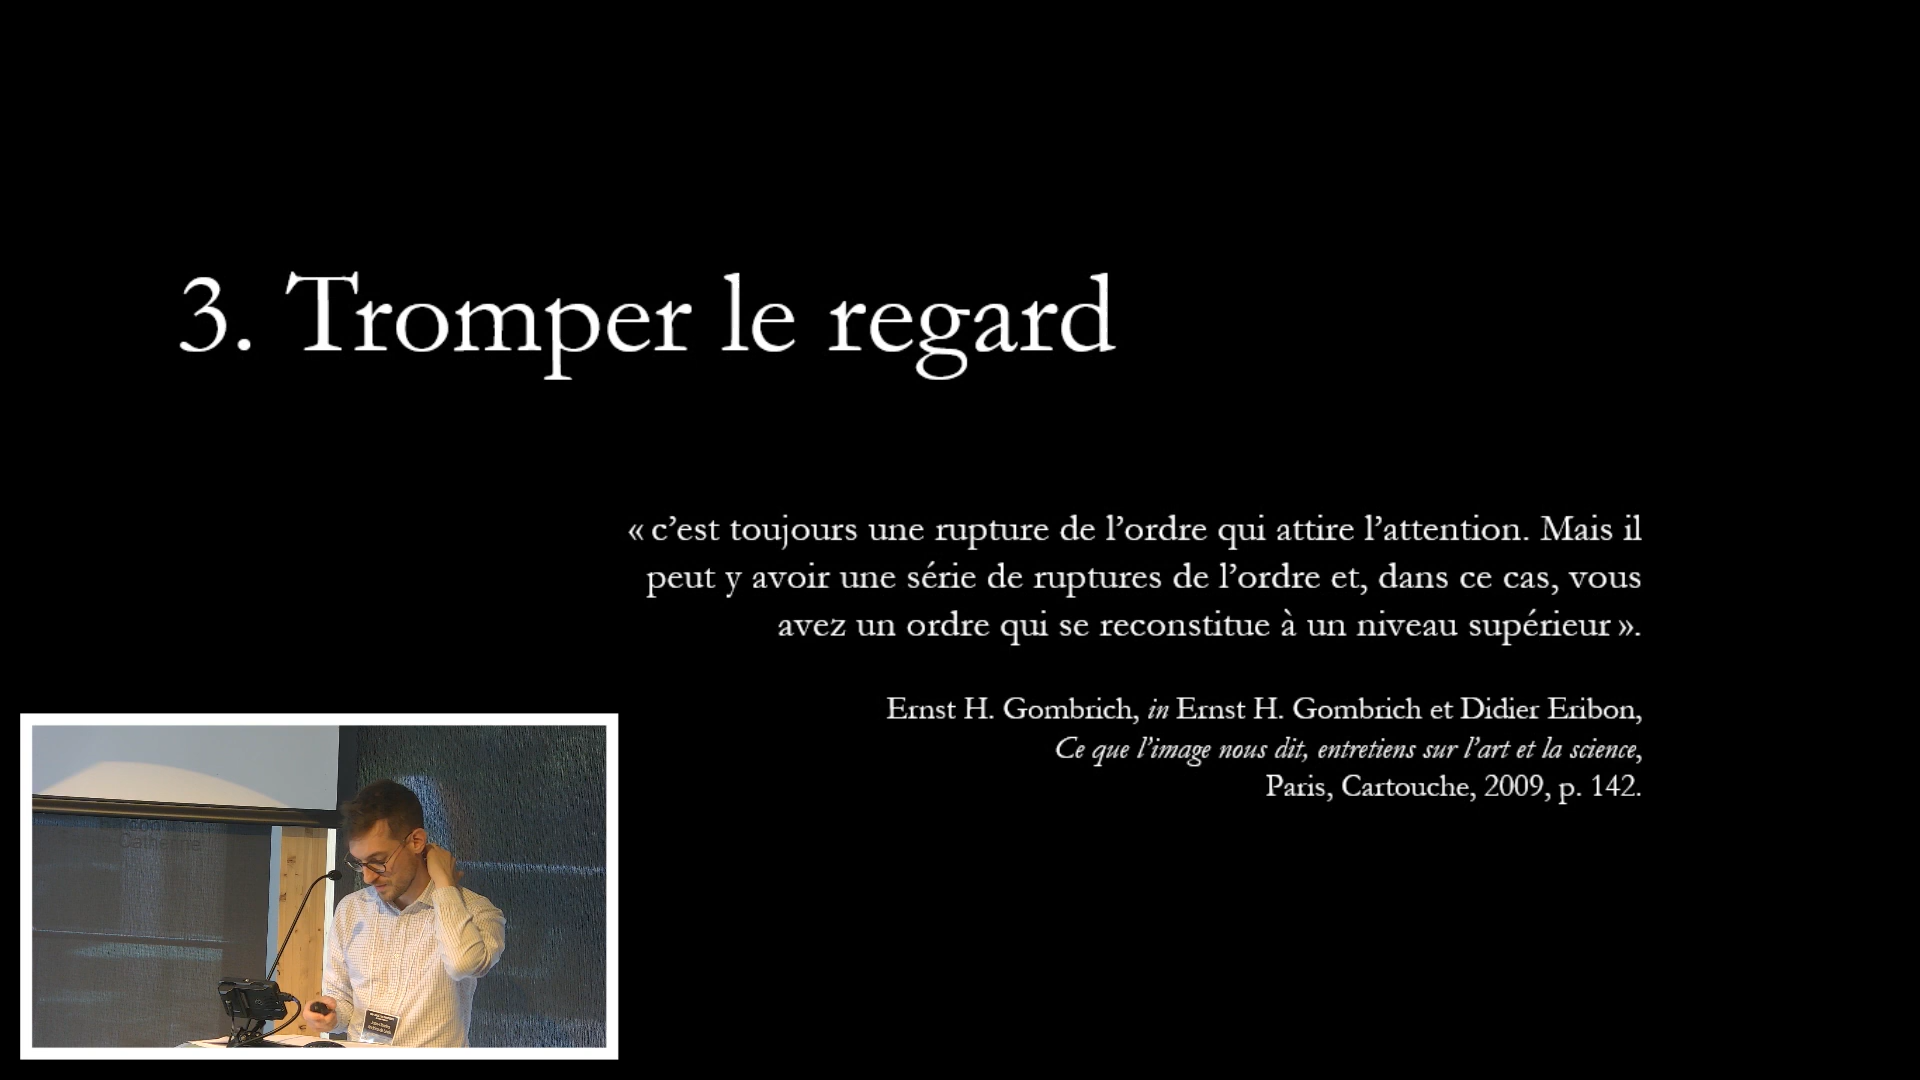 3. Tromper le regard
« c’est toujours une rupture de l’ordre qui attire l’attention. Mais il
peut y avoir une série de ruptures de l’ordre et, dans ce cas, vous
avez un ordre qui se reconstitue à un niveau supérieur ».
Ernst H. Gombrich, in Ernst H. Gombrich et Didier Eribon,
Ce que l’image nous dit, entretiens sur l’art et la science,
Paris, Cartouche, 2009, p. 142.
Catherine